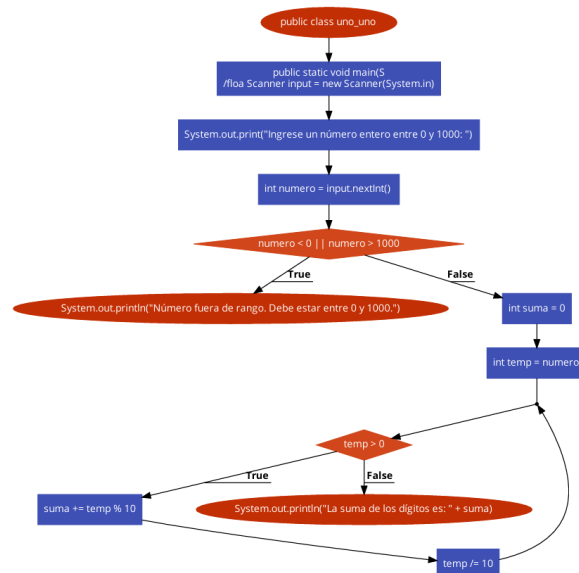 public class uno_uno
public static void main(S
/floa Scanner input = new Scanner(System.in)
System.out.print("Ingrese un número entero entre 0 y 1000: ")
int numero = input.nextInt()
numero < 0 || numero > 1000
True
False
System.out.println("Número fuera de rango. Debe estar entre 0 y 1000.")
int suma = 0
int temp = numero
temp > 0
True
False
suma += temp % 10
System.out.println("La suma de los dígitos es: " + suma)
temp /= 10